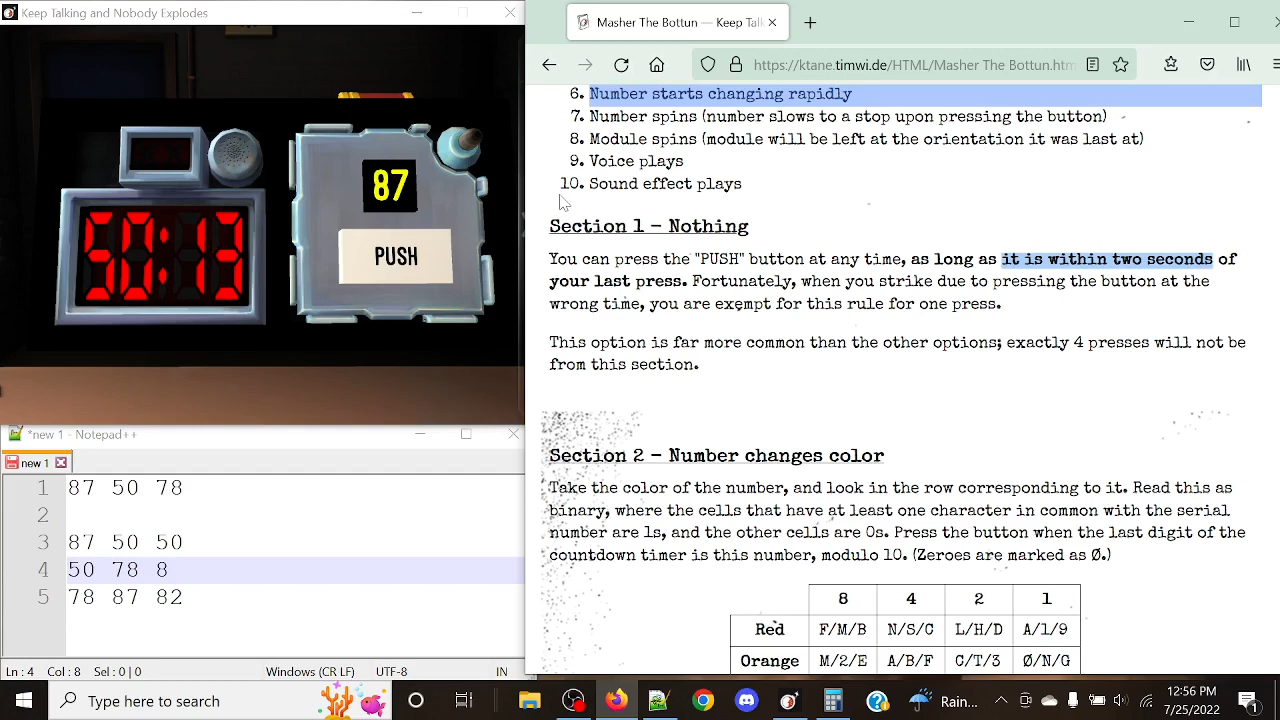 Keep Talking and Nobody Explodes
87
PUSH
50:13
*new 1 - Notepad++
new 1
1 87 50 78
2
3 87 50 50
4 50 78 8
5 78 87 82
Ln : 4 Col : 8 Sel : 0 | 0
Windows (CR LF)
UTF-8
IN
Masher The Bottun — Keep Talk
https://ktane.timwi.de/HTML/Masher The Bottun.htm
6. Number starts changing rapidly
7. Number spins (number slows to a stop upon pressing the button)
8. Module spins (module will be left at the orientation it was last at)
9. Voice plays
10. Sound effect plays
Section 1 – Nothing
You can press the "PUSH" button at any time, as long as it is within two seconds of
your last press. Fortunately, when you strike due to pressing the button at the
wrong time, you are exempt for this rule for one press.
This option is far more common than the other options; exactly 4 presses will not be
from this section.
Section 2 – Number changes color
Take the color of the number, and look in the row corresponding to it. Read this as
binary, where the cells that have at least one character in common with the serial
number are 1s, and the other cells are 0s. Press the button when the last digit of the
countdown timer is this number, modulo 10. (Zeroes are marked as Ø.)
8 4 2 1
Red F/M/B N/S/C L/H/D A/1/9
Orange M/2/E A/B/F C/T/3 Ø/N/G
Type here to search
Rain...
12:56 PM
7/25/2022
1